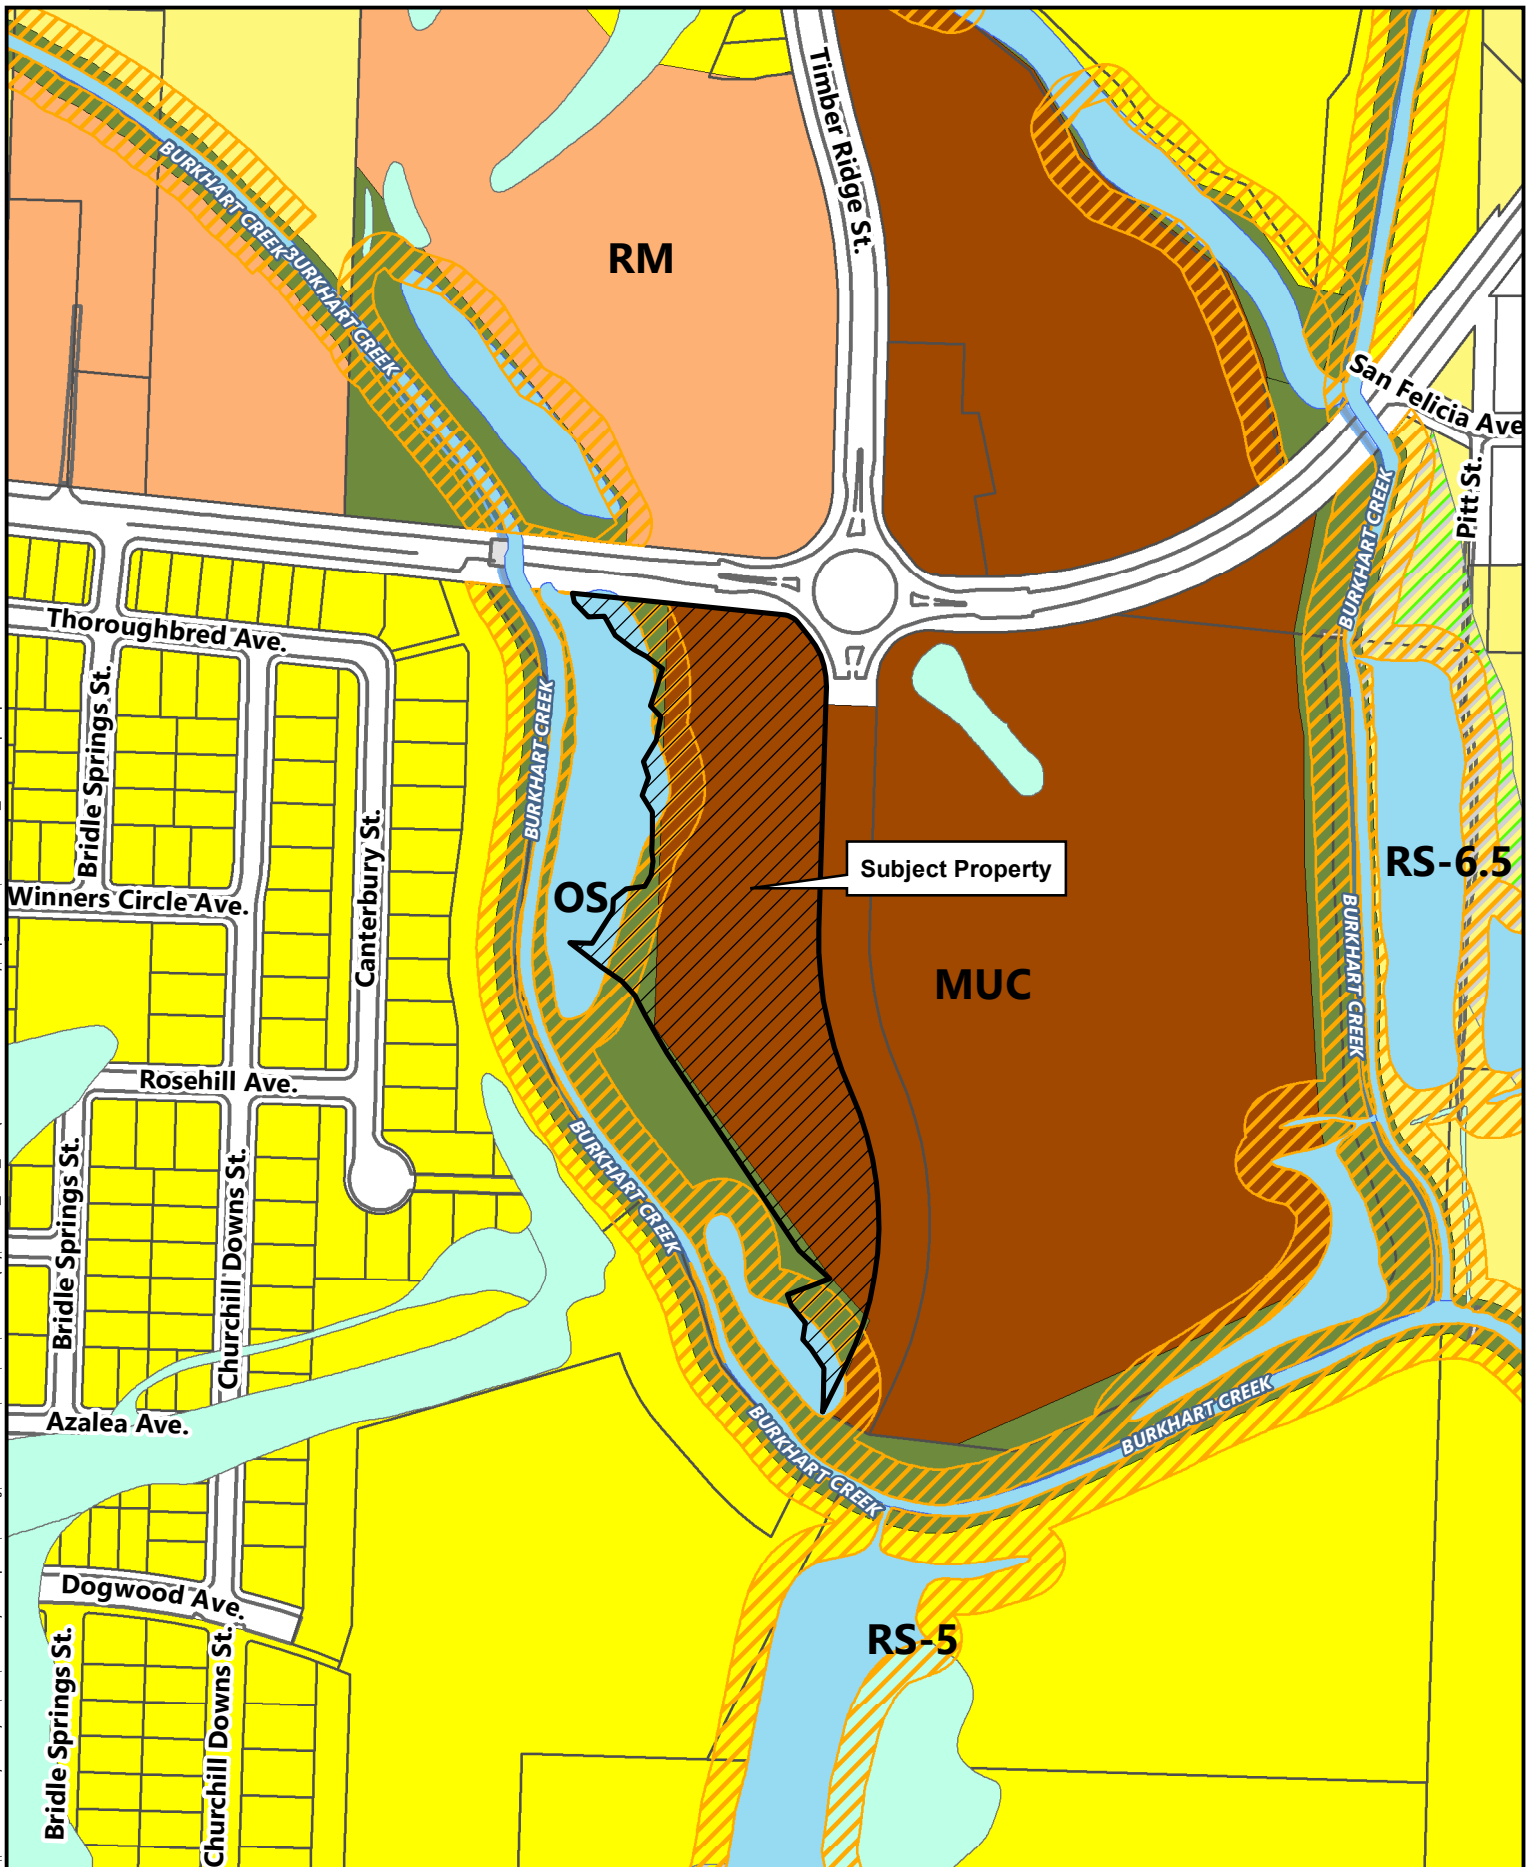 Timber Ridge St.
BURKHART CREEK
BURKHART CREEK
RM
San Felicia Ave
Pitt St.
BURKHART CREEK
Thoroughbred Ave.
Bridle Springs St.
BURKHART CREEK
Canterbury St.
Subject Property
RS-6.5
OS
Winners Circle Ave.
MUC
BURKHART CREEK
Rosehill Ave.
BURKHART CREEK
Bridle Springs St.
Churchill Downs St.
Azalea Ave.
BURKHART CREEK
BURKHART CREEK
Dogwood Ave.
RS-5
Bridle Springs St.
Churchill Downs St.